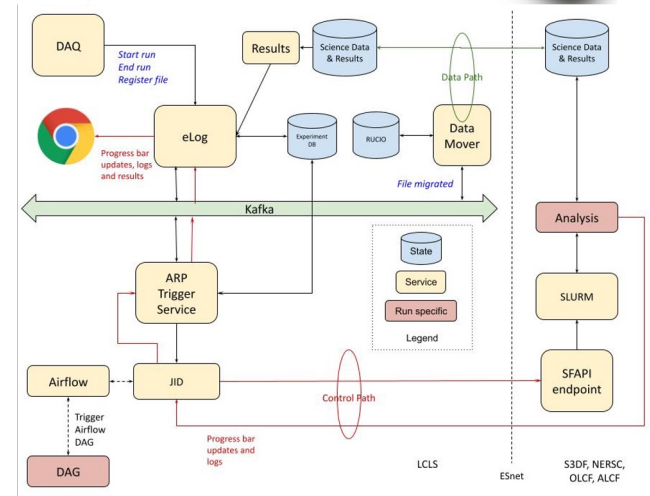 DAQ
Start run
End run
Register file
Results
Science Data
& Results
Science Data
& Results
Data Path
eLog
Experiment
DB
RUCIO
Data
Mover
Progress bar
updates, logs
and results
File migrated
Kafka
Analysis
State
Service
Run specific
Legend
ARP
Trigger
Service
SLURM
Airflow
JID
SFAPI
endpoint
Control Path
Trigger
Airflow
DAG
Progress bar
updates and
logs
DAG
LCLS
ESnet
S3DF, NERSC,
OLCF, ALCF